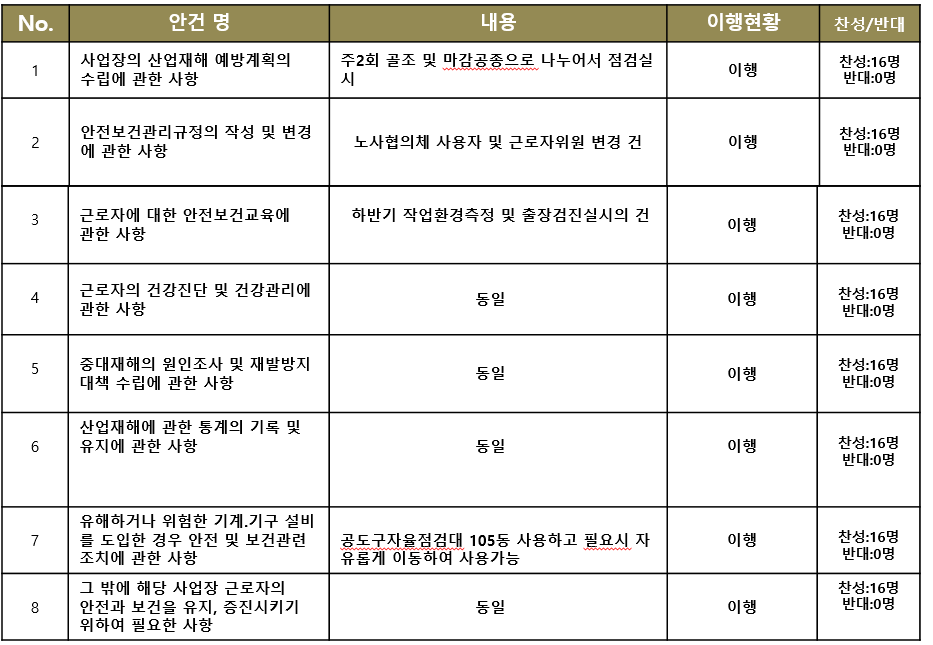 No. 안건 명 내용 이행현황 찬성/반대
1 사업장의 산업재해 예방계획의 주2회 골조 및 마감공종으로 나누어서 점검실 이행 찬성:16명
수립에 관한 사항 시 반대:0명
2 안전보건관리규정의 작성 및 변경 노사협의체 사용자 및 근로자위원 변경 건 이행 찬성:16명
에 관한 사항 반대:0명
3 근로자에 대한 안전보건교육에 하반기 작업환경측정 및 출장검진실시의 건 이행 찬성:16명
관한 사항 반대:0명
4 근로자의 건강진단 및 건강관리에 동일 이행 찬성:16명
관한 사항 반대:0명
5 중대재해의 원인조사 및 재발방지 동일 이행 찬성:16명
대책 수립에 관한 사항 반대:0명
6 산업재해에 관한 통계의 기록 및 동일 이행 찬성:16명
유지에 관한 사항 반대:0명
7 유해하거나 위험한 기계.기구 설비 공도구자율점검대 105동 사용하고 필요시 자 이행 찬성:16명
를 도입한 경우 안전 및 보건관련 유롭게 이동하여 사용가능 반대:0명
조치에 관한 사항
8 그 밖에 해당 사업장 근로자의 동일 이행 찬성:16명
안전과 보건을 유지, 증진시키기 반대:0명
위하여 필요한 사항